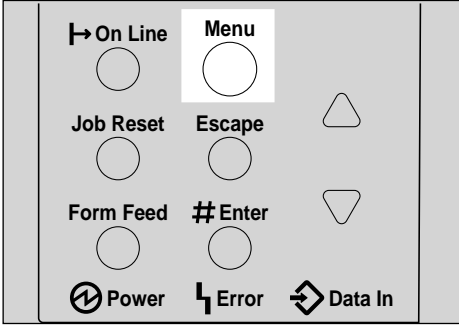 On Line Menu
Job Reset Escape
Form Feed # Enter
Power Error Data In